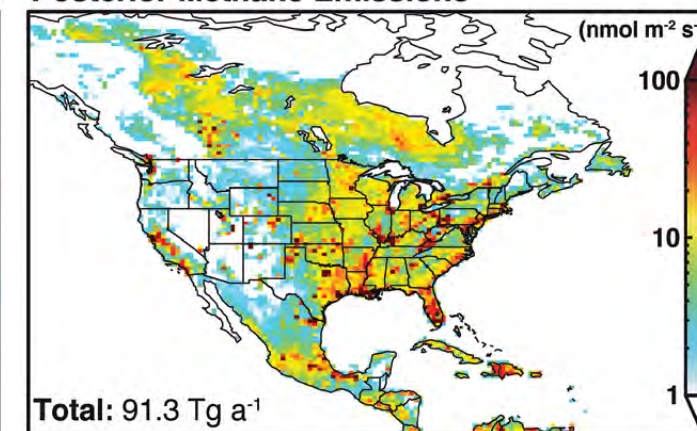 Posterior Methane Emissions
(nmol m⁻² s⁻
100
10
1
Total: 91.3 Tg a⁻¹